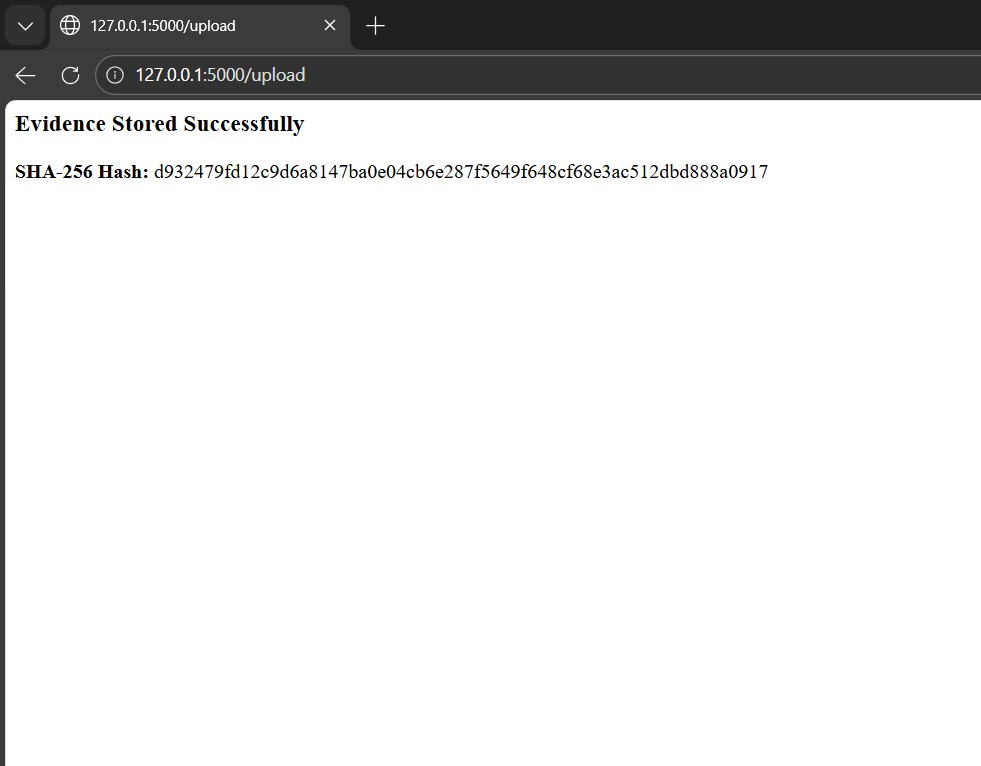 127.0.0.1:5000/upload
127.0.0.1:5000/upload
Evidence Stored Successfully
SHA-256 Hash: d932479fd12c9d6a8147ba0e04cb6e287f5649f648cf68e3ac512dbd888a0917